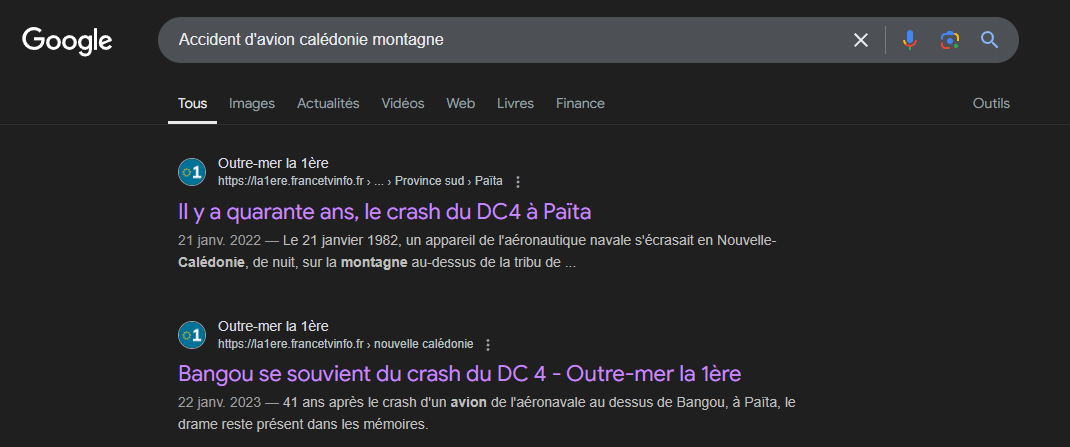 Google
Accident d'avion calédonie montagne
Tous Images Actualités Vidéos Web Livres Finance Outils
Outre-mer la 1ère
https://la1ere.francetvinfo.fr › ... › Province sud › Païta
Il y a quarante ans, le crash du DC4 à Païta
21 janv. 2022 — Le 21 janvier 1982, un appareil de l'aéronautique navale s'écrasait en Nouvelle-
Calédonie, de nuit, sur la montagne au-dessus de la tribu de ...
Outre-mer la 1ère
https://la1ere.francetvinfo.fr › nouvelle calédonie
Bangou se souvient du crash du DC 4 - Outre-mer la 1ère
22 janv. 2023 — 41 ans après le crash d'un avion de l'aéronavale au dessus de Bangou, à Païta, le
drame reste présent dans les mémoires.